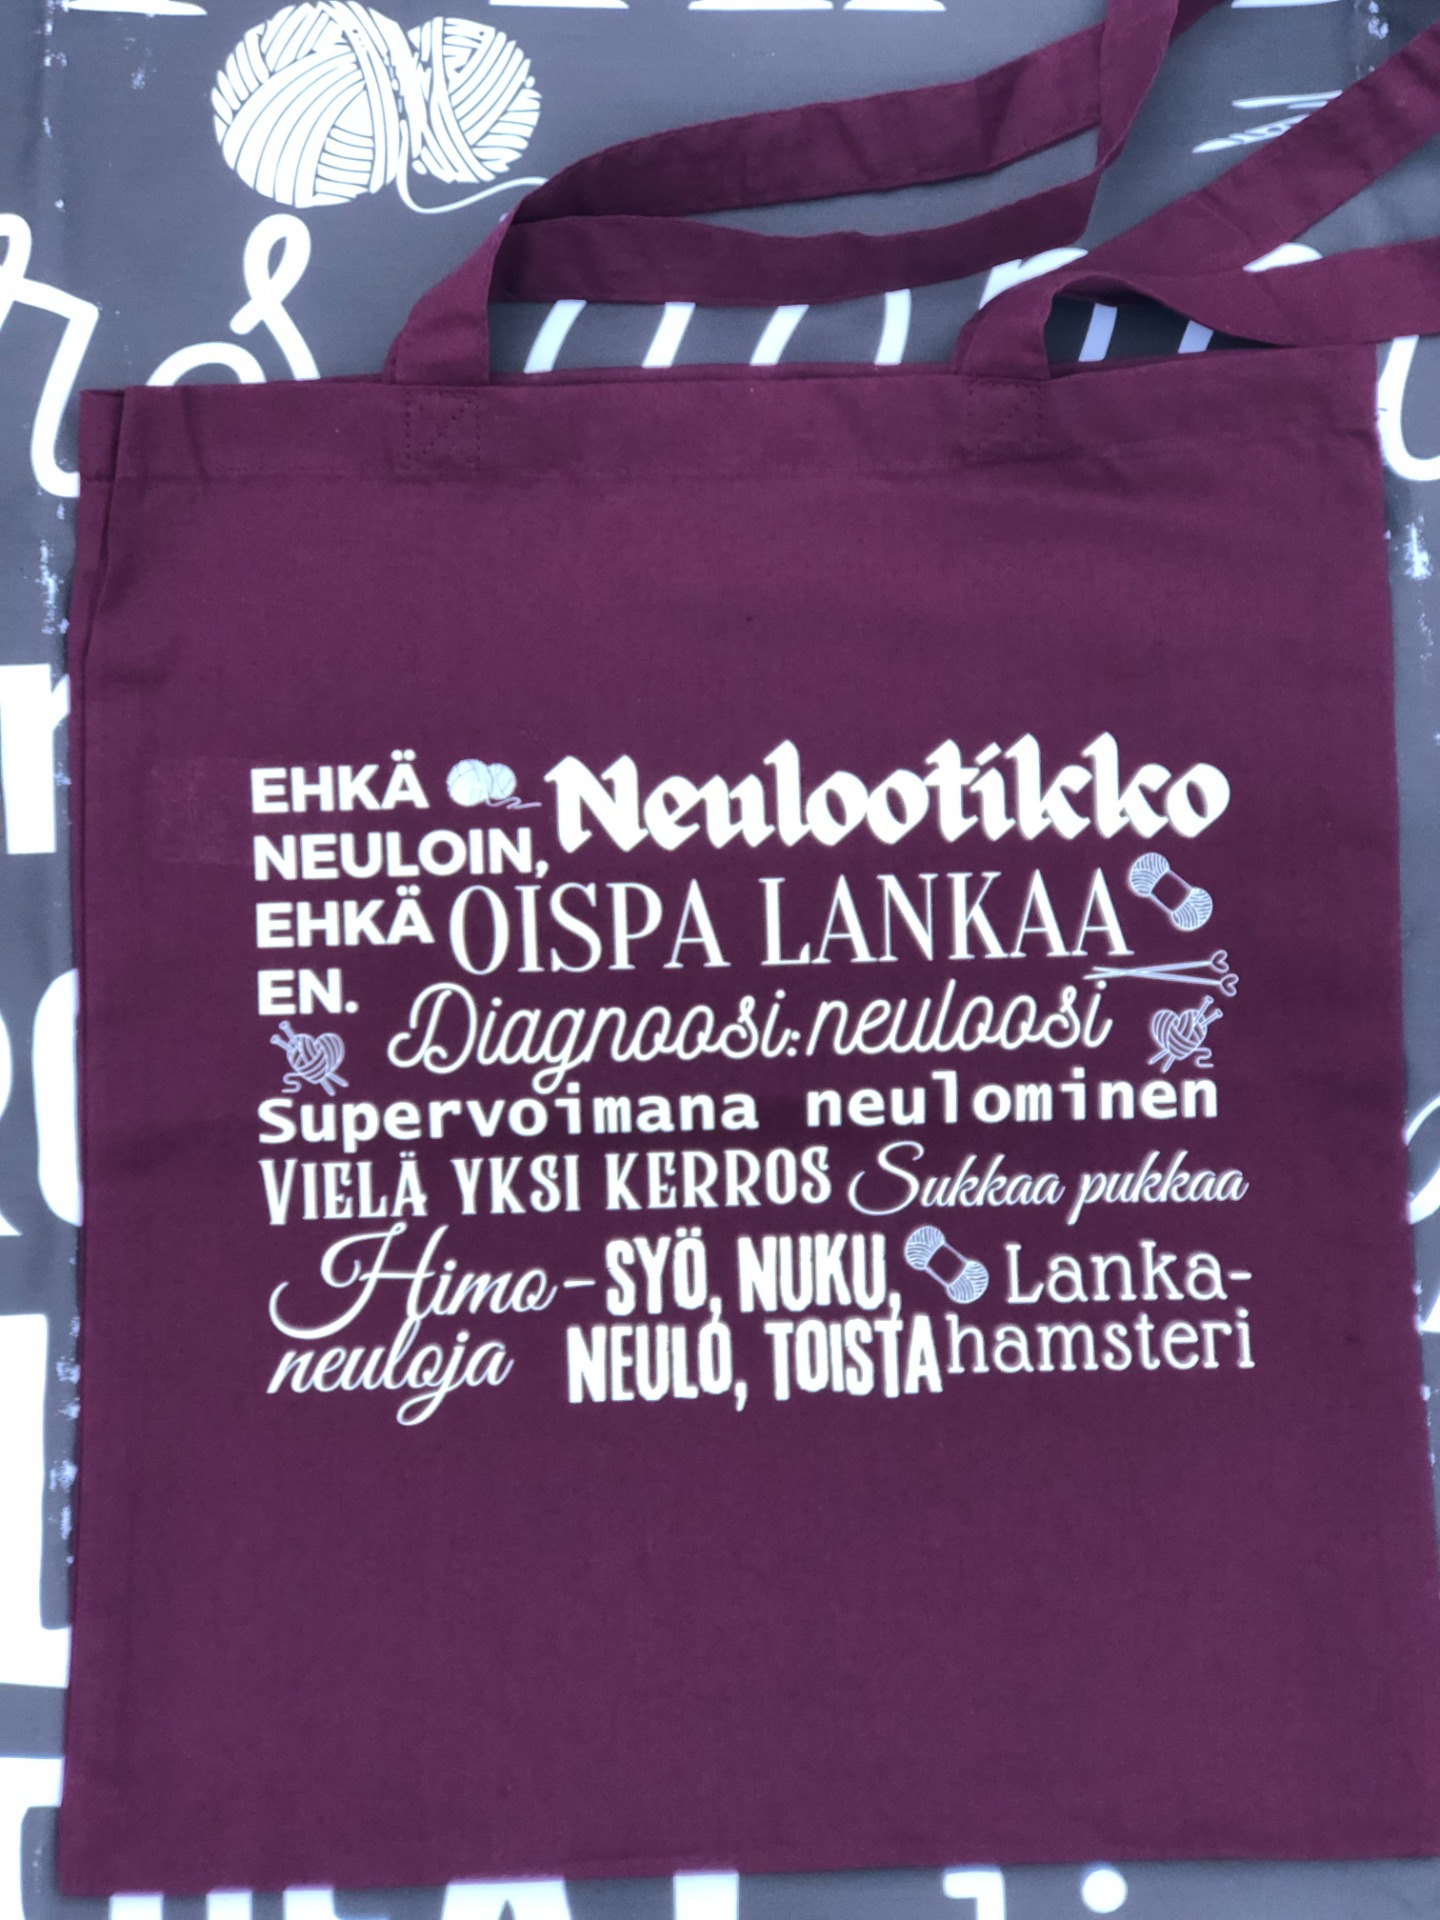 EHKÄ
NEULOIN,
EHKÄ
EN.
Neulootikko
OISPA LANKAA
Diagnoosi: neuloosi
Supervoimana neulominen
VIELÄ YKSI KERROS
Sukkaa pukkaa
Himo-
neuloja
SYÖ, NUKU,
NEULO, TOISTA
Lanka-
hamsteri